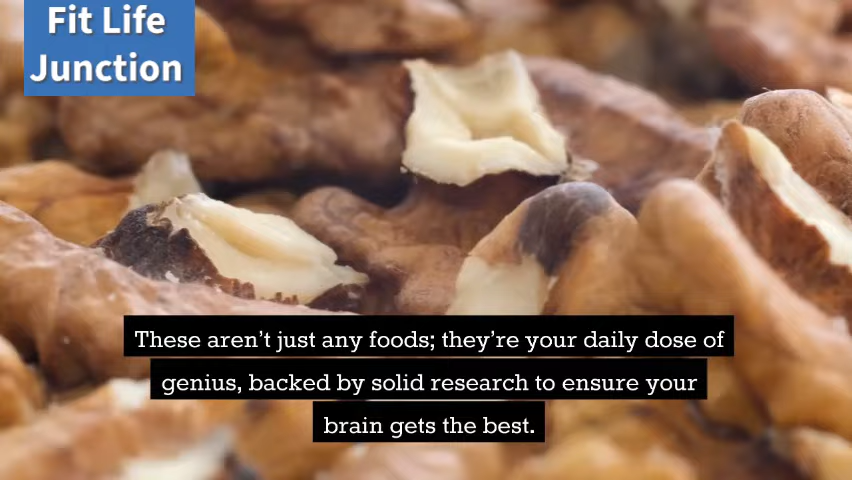 Fit Life
Junction
These aren't just any foods; they're your daily dose of
genius, backed by solid research to ensure your
brain gets the best.